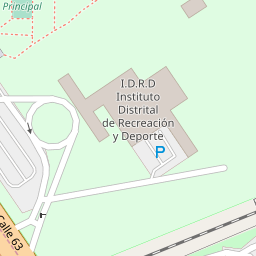 Principal
I.D.R.D
Instituto
Distrital
de Recreación
y Deporte
P
Calle 63